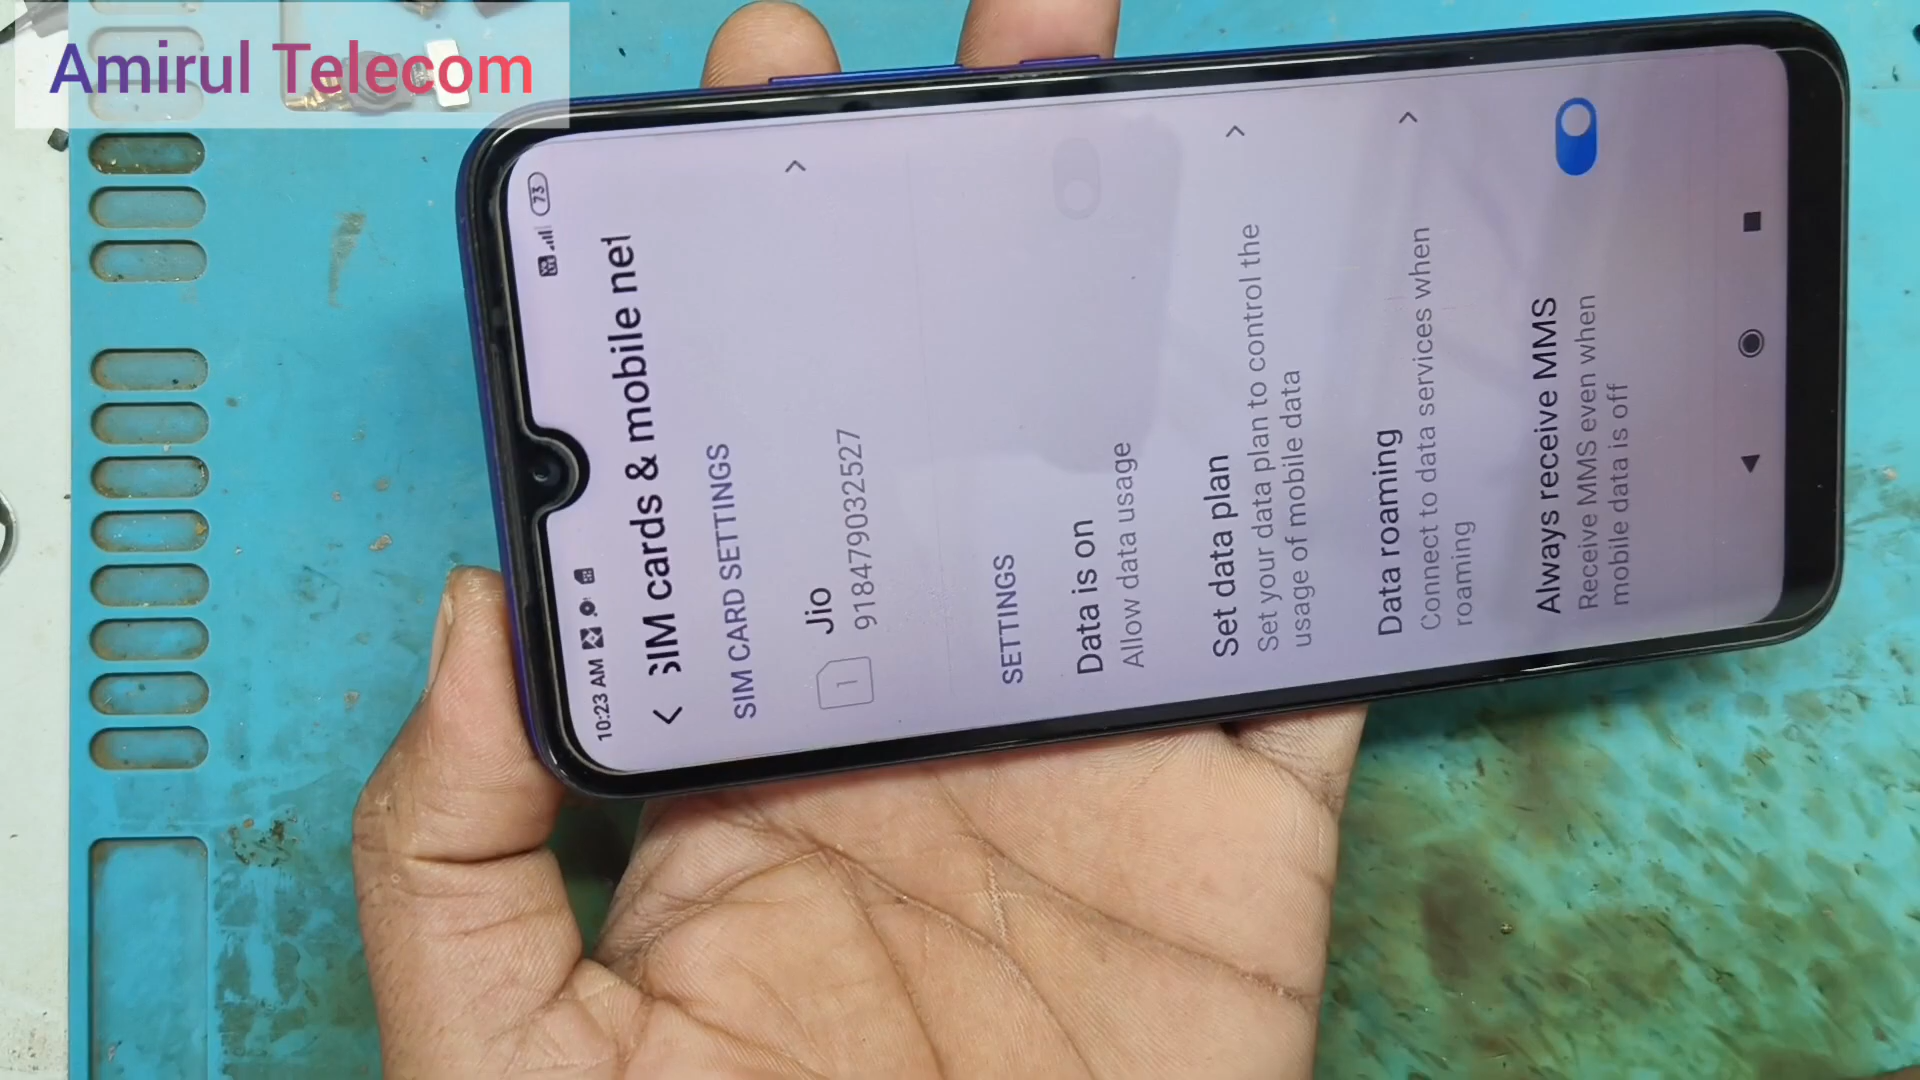 Amirul Telecom
10:23 AM
73
SIM cards & mobile net
SIM CARD SETTINGS
1
Jio
918479032527
SETTINGS
Data is on
Allow data usage
Set data plan
Set your data plan to control the
usage of mobile data
Data roaming
Connect to data services when
roaming
Always receive MMS
Receive MMS even when
mobile data is off